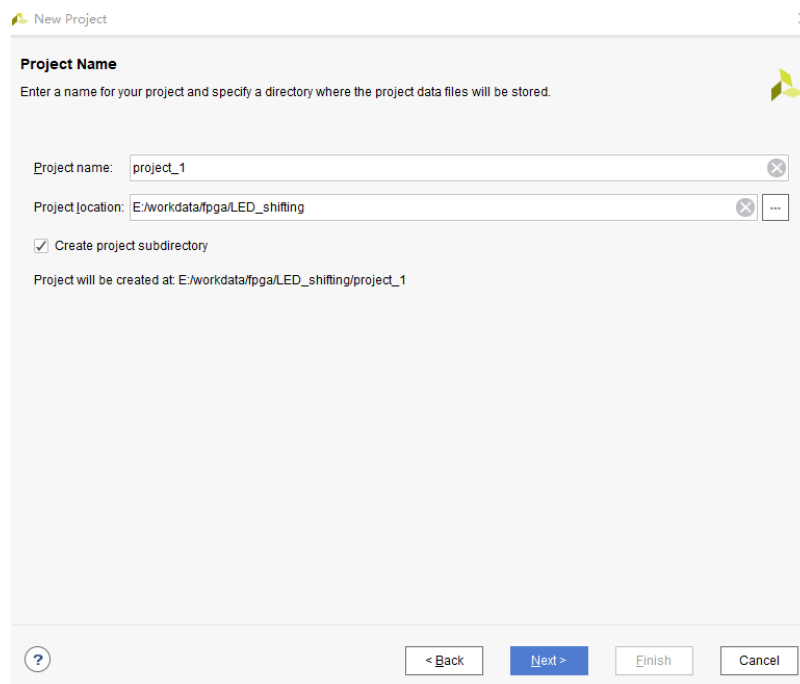 New Project
Project Name
Enter a name for your project and specify a directory where the project data files will be stored.
Project name: project_1
Project location: E:/workdata/fpga/LED_shifting ...
Create project subdirectory
Project will be created at: E:/workdata/fpga/LED_shifting/project_1
? < Back Next > Finish Cancel